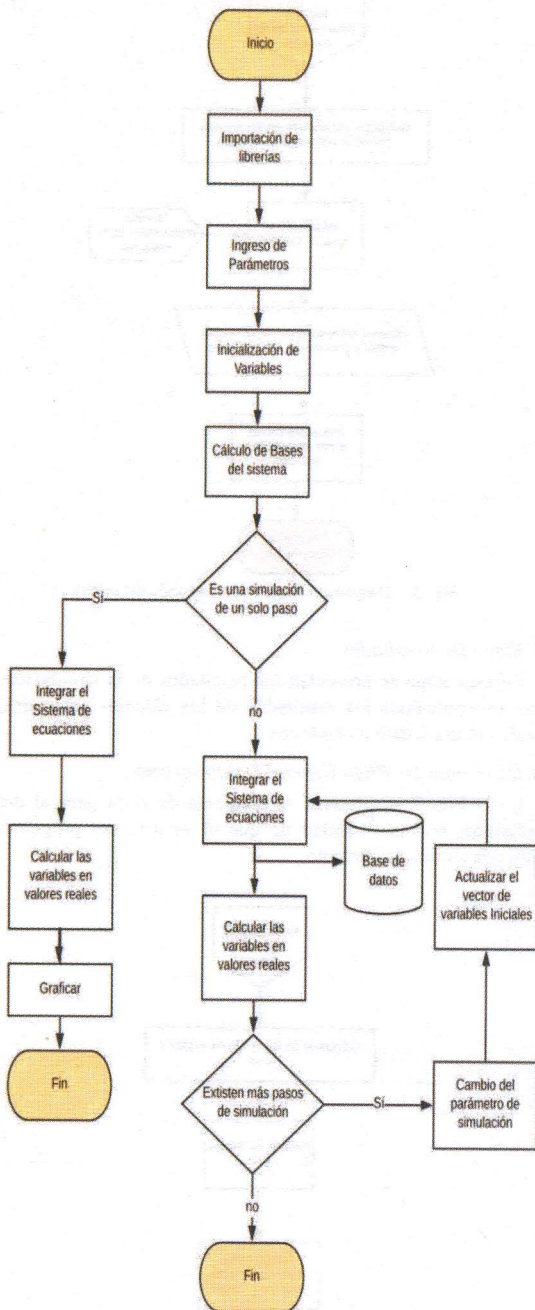 Inicio
Importación de
librerías
Ingreso de
Parámetros
Inicialización de
Variables
Cálculo de Bases
del sistema
Es una simulación
de un solo paso
Sí
Integrar el
Sistema de
ecuaciones
Calcular las
variables en
valores reales
Graficar
Fin
no
Integrar el
Sistema de
ecuaciones
Base de
datos
Calcular las
variables en
valores reales
Extisten más pasos
de simulación
Sí
Cambio del
parámetro de
simulación
Actualizar el
vector de
variables Iniciales
no
Fin